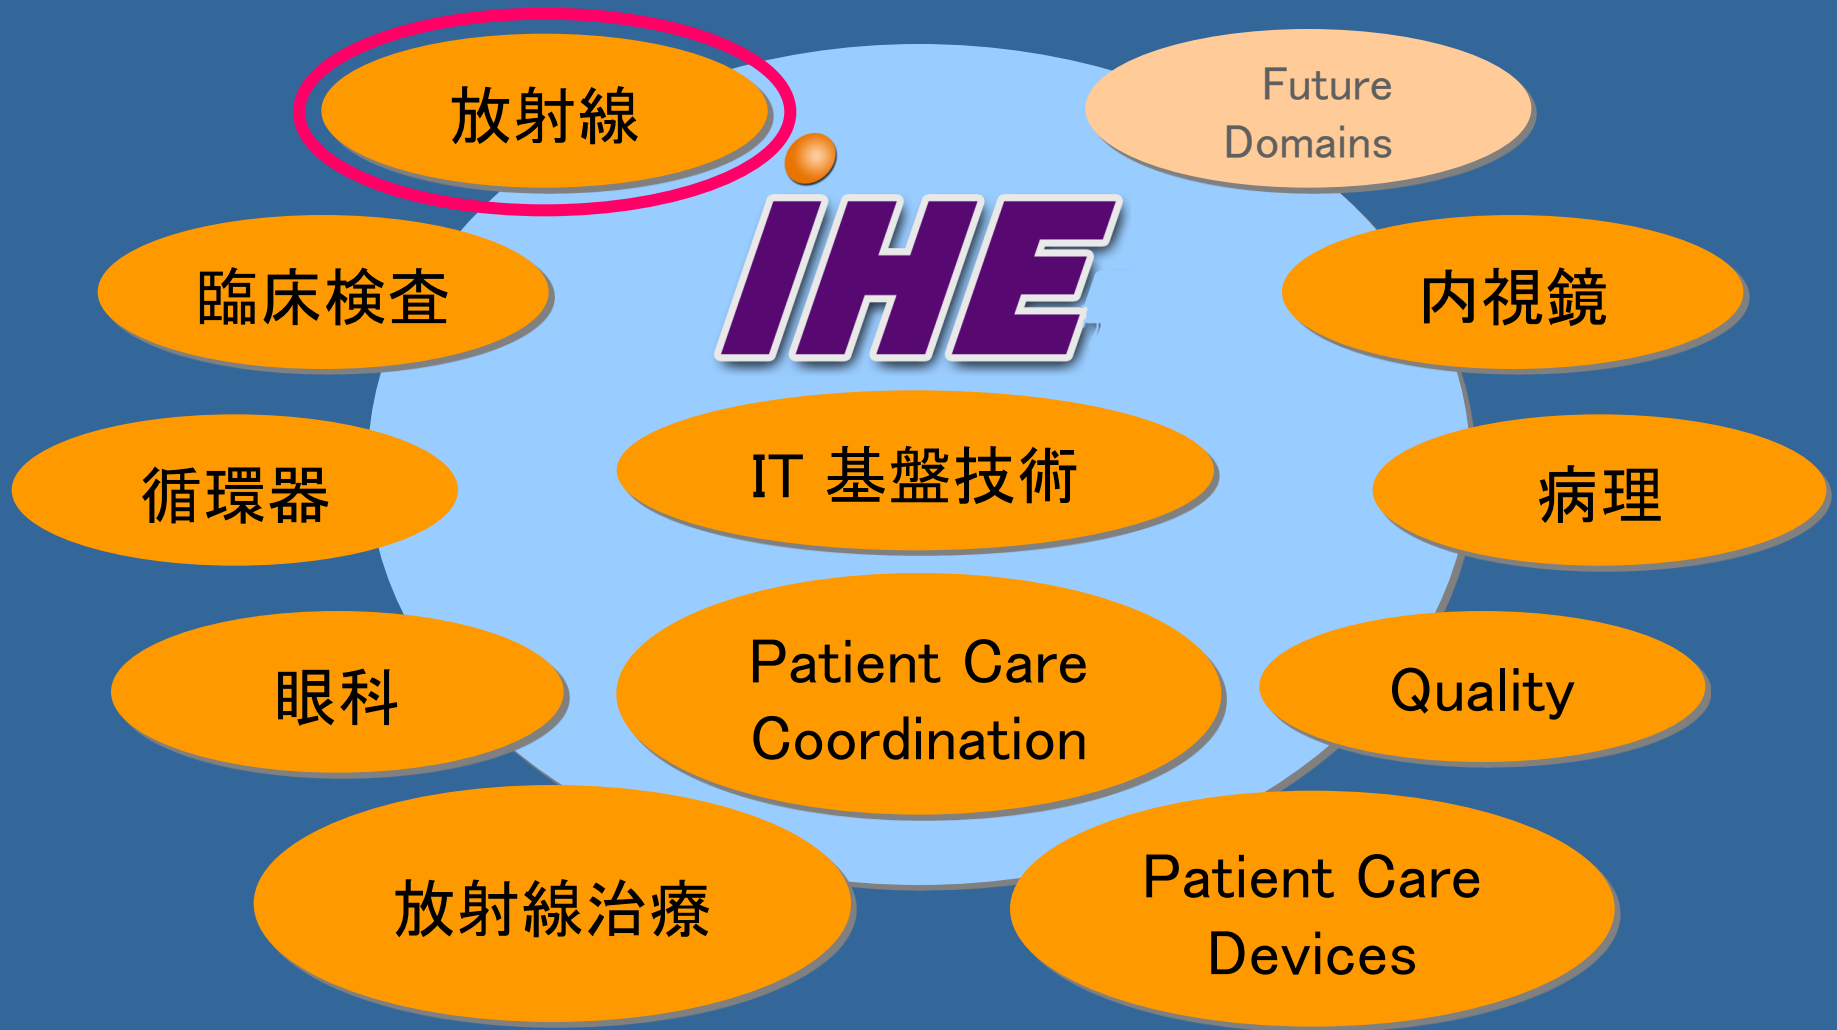 放射線
Future
Domains
IHE
臨床検査
内視鏡
IT 基盤技術
循環器
病理
Patient Care
Coordination
眼科
Quality
放射線治療
Patient Care
Devices